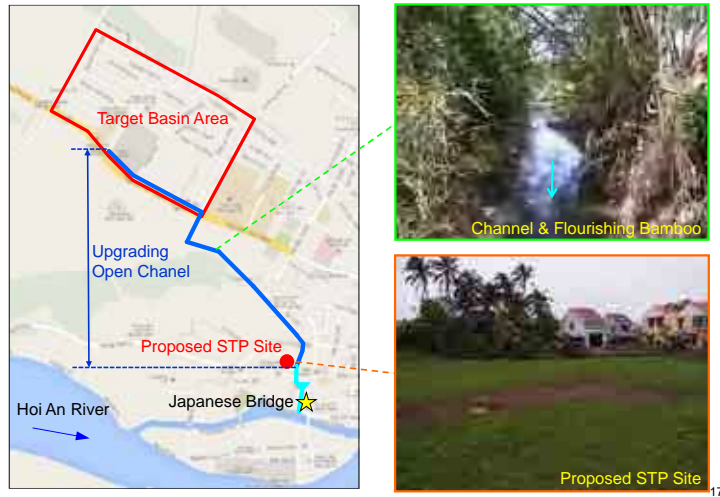 Target Basin Area
Upgrading
Open Chanel
Proposed STP Site
Japanese Bridge
Hoi An River
Channel & Flourishing Bamboo
Proposed STP Site
17